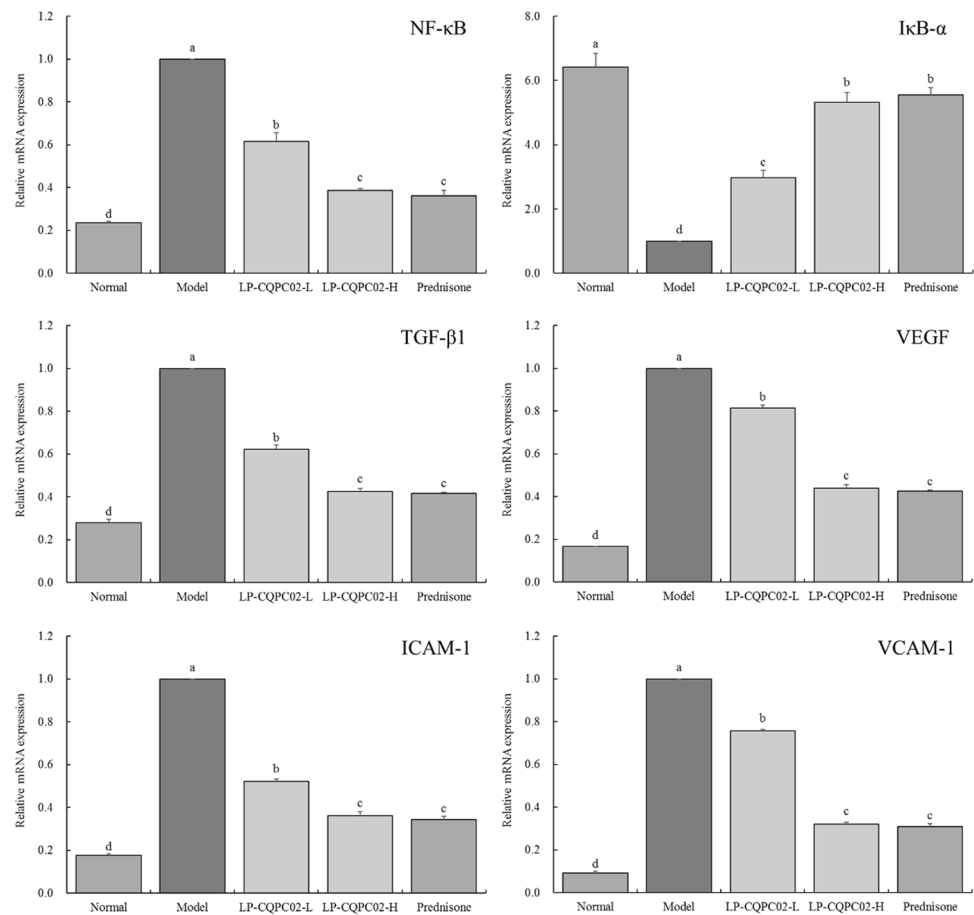 NF-κB
Relative mRNA expression
1.2
1.0
0.8
0.6
0.4
0.2
0.0
d
a
b
c
c
Normal Model LP-CQPC02-L LP-CQPC02-H Prednisone
IκB-α
Relative mRNA expression
8.0
6.0
4.0
2.0
0.0
a
d
c
b
b
Normal Model LP-CQPC02-L LP-CQPC02-H Prednisone
TGF-β1
Relative mRNA expression
1.2
1.0
0.8
0.6
0.4
0.2
0.0
d
a
b
c
c
Normal Model LP-CQPC02-L LP-CQPC02-H Prednisone
VEGF
Relative mRNA expression
1.2
1.0
0.8
0.6
0.4
0.2
0.0
d
a
b
c
c
Normal Model LP-CQPC02-L LP-CQPC02-H Prednisone
ICAM-1
Relative mRNA expression
1.2
1.0
0.8
0.6
0.4
0.2
0.0
d
a
b
c
c
Normal Model LP-CQPC02-L LP-CQPC02-H Prednisone
VCAM-1
Relative mRNA expression
1.2
1.0
0.8
0.6
0.4
0.2
0.0
d
a
b
c
c
Normal Model LP-CQPC02-L LP-CQPC02-H Prednisone